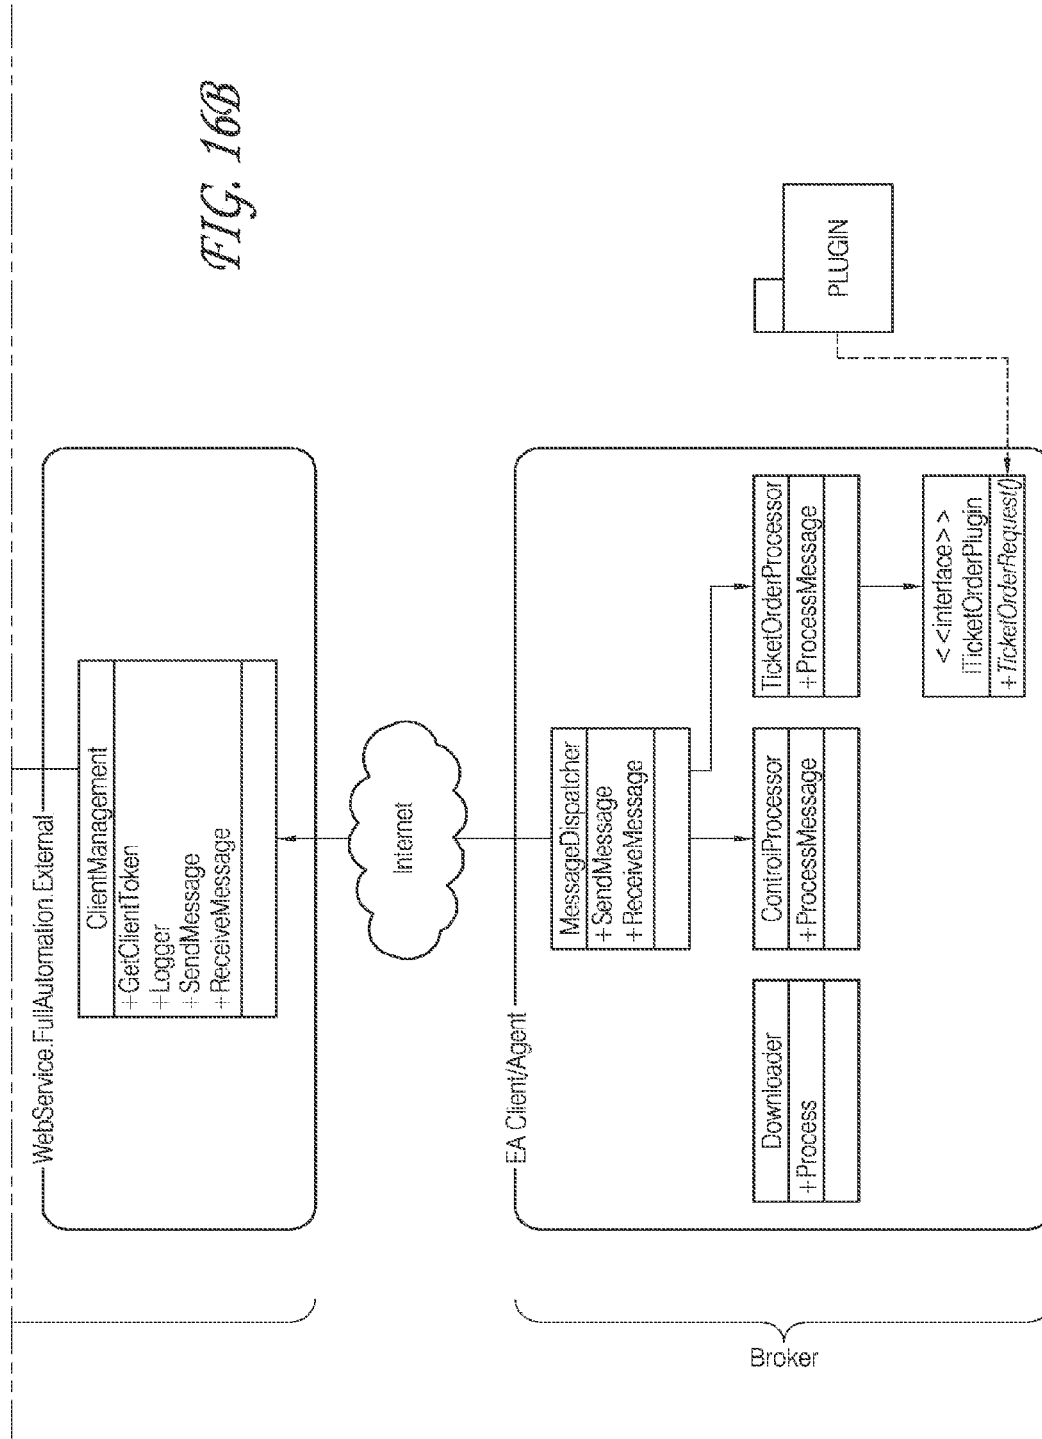 FIG. 16B
WebService.FullAutomation.External
ClientManagement
+GetClientToken
+Logger
+SendMessage
+ReceiveMessage
Internet
EA Client/Agent
MessageDispatcher
+SendMessage
+ReceiveMessage
Downloader
+Process
ControlProcessor
+ProcessMessage
TicketOrderProcessor
+ProcessMessage
<<interface>>
ITicketOrderPlugin
+TicketOrderRequest()
PLUGIN
Broker